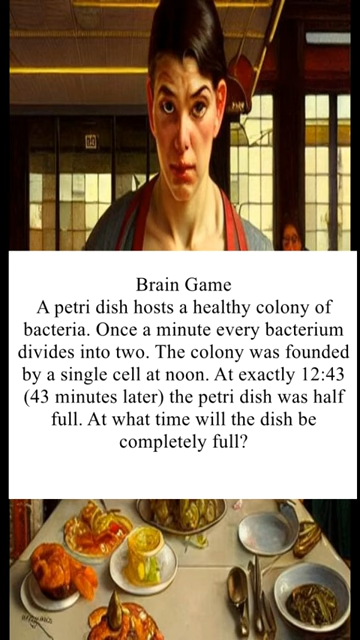 Brain Game
A petri dish hosts a healthy colony of
bacteria. Once a minute every bacterium
divides into two. The colony was founded
by a single cell at noon. At exactly 12:43
(43 minutes later) the petri dish was half
full. At what time will the dish be
completely full?